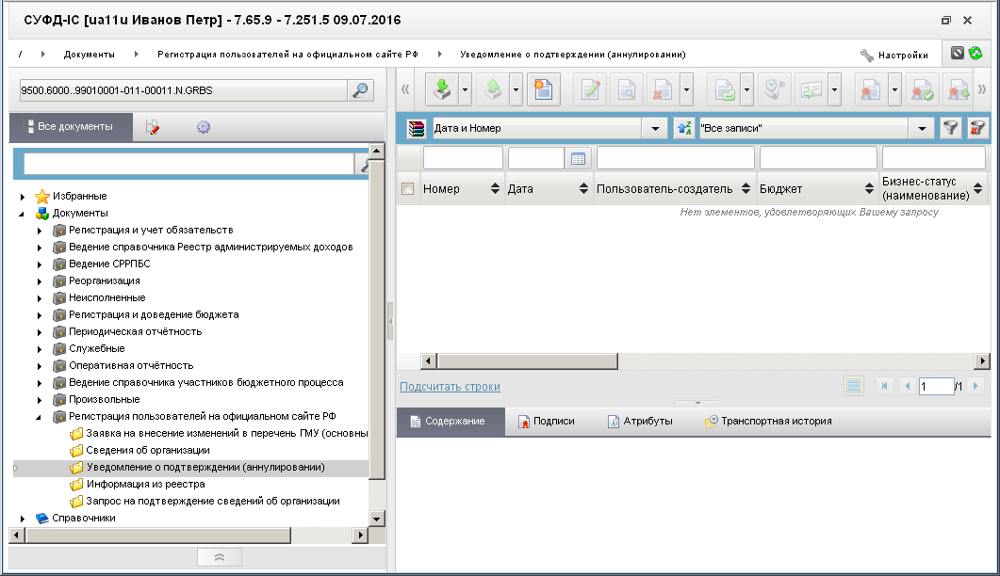 СУФД-IC [ua11u Иванов Петр] - 7.65.9 - 7.251.5 09.07.2016
/ Документы Регистрация пользователей на официальном сайте РФ Уведомление о подтверждении (аннулировании) Настройки
9500.6000..99010001-011-00011.N.GRBS
Все документы
Избранные
Документы
Регистрация и учет обязательств
Ведение справочника Реестр администрируемых доходов
Ведение СРРПБС
Реорганизация
Неисполненные
Регистрация и доведение бюджета
Периодическая отчётность
Служебные
Оперативная отчётность
Ведение справочника участников бюджетного процесса
Произвольные
Регистрация пользователей на официальном сайте РФ
Заявка на внесение изменений в перечень ГМУ (основны
Сведения об организации
Уведомление о подтверждении (аннулировании)
Информация из реестра
Запрос на подтверждение сведений об организации
Справочники
Дата и Номер "Все записи"
Номер Дата Пользователь-создатель Бюджет Бизнес-статус
(наименование)
Нет элементов, удовлетворяющих Вашему запросу
Подсчитать строки 1 /1
Содержание Подписи Атрибуты Транспортная история